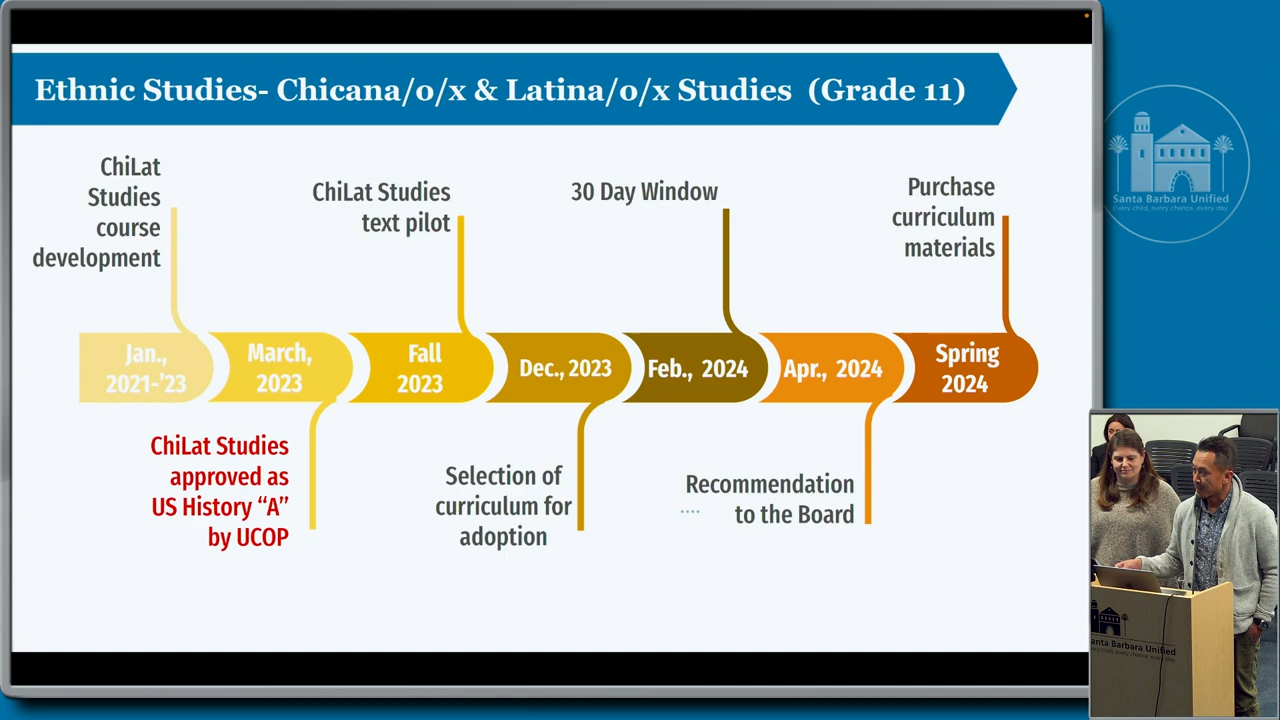 Ethnic Studies- Chicana/o/x & Latina/o/x Studies (Grade 11)
ChiLat
Studies
course
development
ChiLat Studies
text pilot
30 Day Window
Purchase
curriculum
materials
Jan.,
2021-'23
March,
2023
Fall
2023
Dec., 2023
Feb., 2024
Apr., 2024
Spring
2024
ChiLat Studies
approved as
US History “A”
by UCOP
Selection of
curriculum for
adoption
Recommendation
to the Board
....
Santa Barbara Unified
Every child, every chance, every day.
anta Barbara Unified